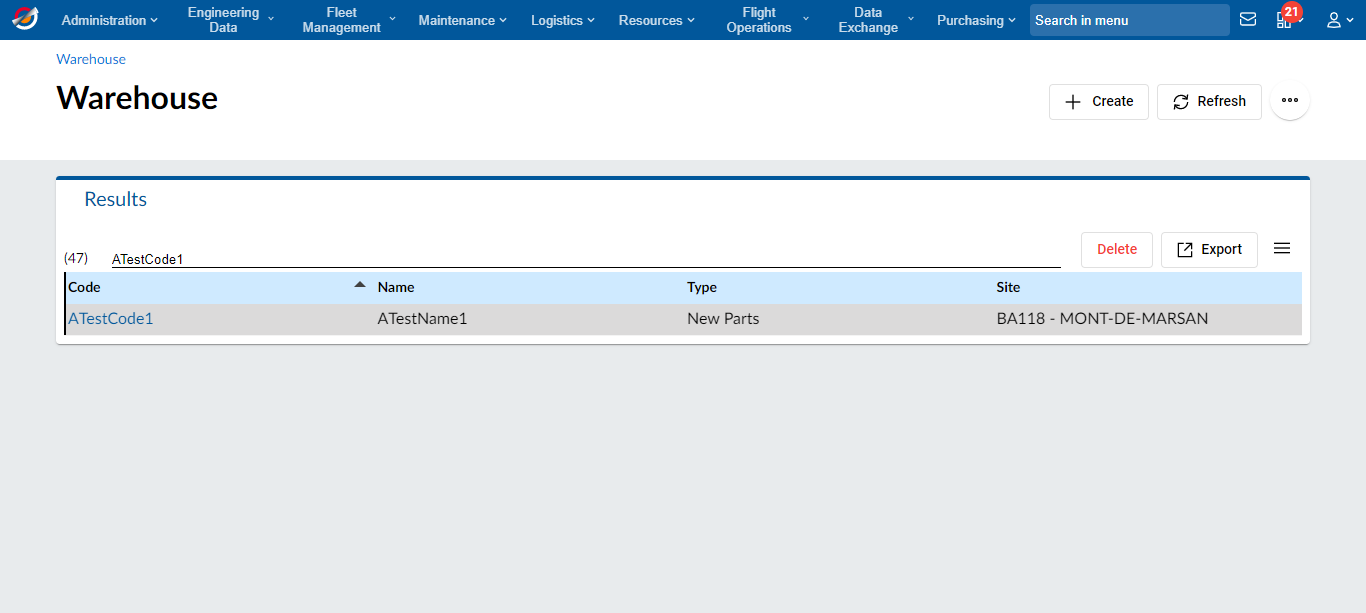 Administration
Engineering
Data
Fleet
Management
Maintenance
Logistics
Resources
Flight
Operations
Data
Exchange
Purchasing
Search in menu
21
Warehouse
Warehouse
Create
Refresh
Results
(47)
ATestCode1
Delete
Export
Code Name Type Site
ATestCode1 ATestName1 New Parts BA118 - MONT-DE-MARSAN